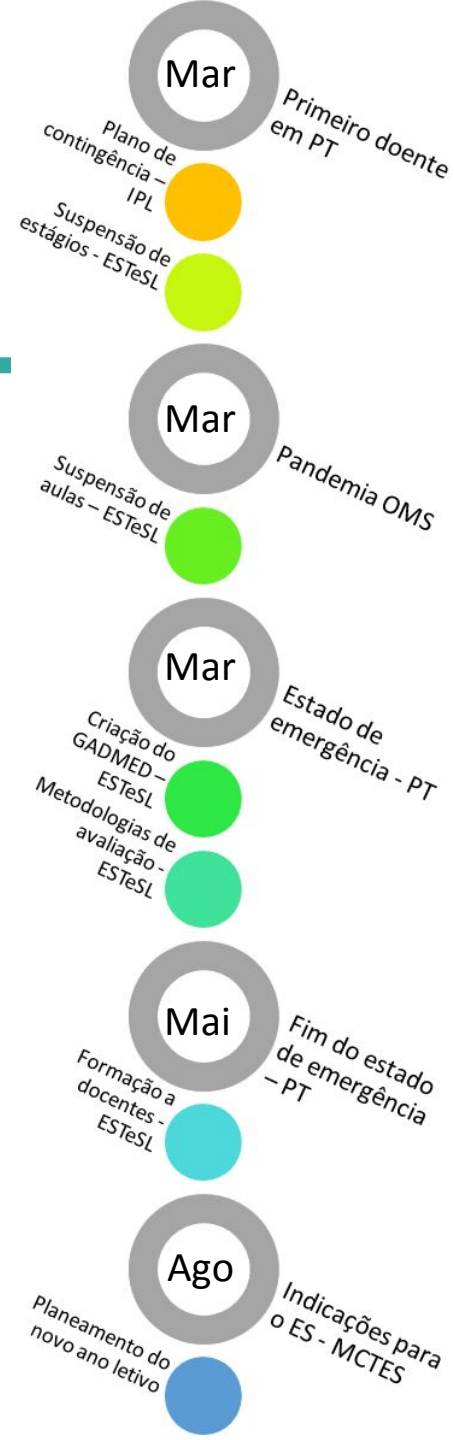 Mar
Primeiro doente
em PT
Plano de
contingência –
IPL
Suspensão de
estágios - ESTeSL
Mar
Pandemia OMS
Suspensão de
aulas – ESTeSL
Mar
Estado de
emergência - PT
Criação do
GADMED –
ESTeSL
Metodologias de
avaliação -
ESTeSL
Mai
Fim do estado
de emergência
– PT
Formação a
docentes -
ESTeSL
Ago
Indicações para
o ES - MCTES
Planeamento do
novo ano letivo